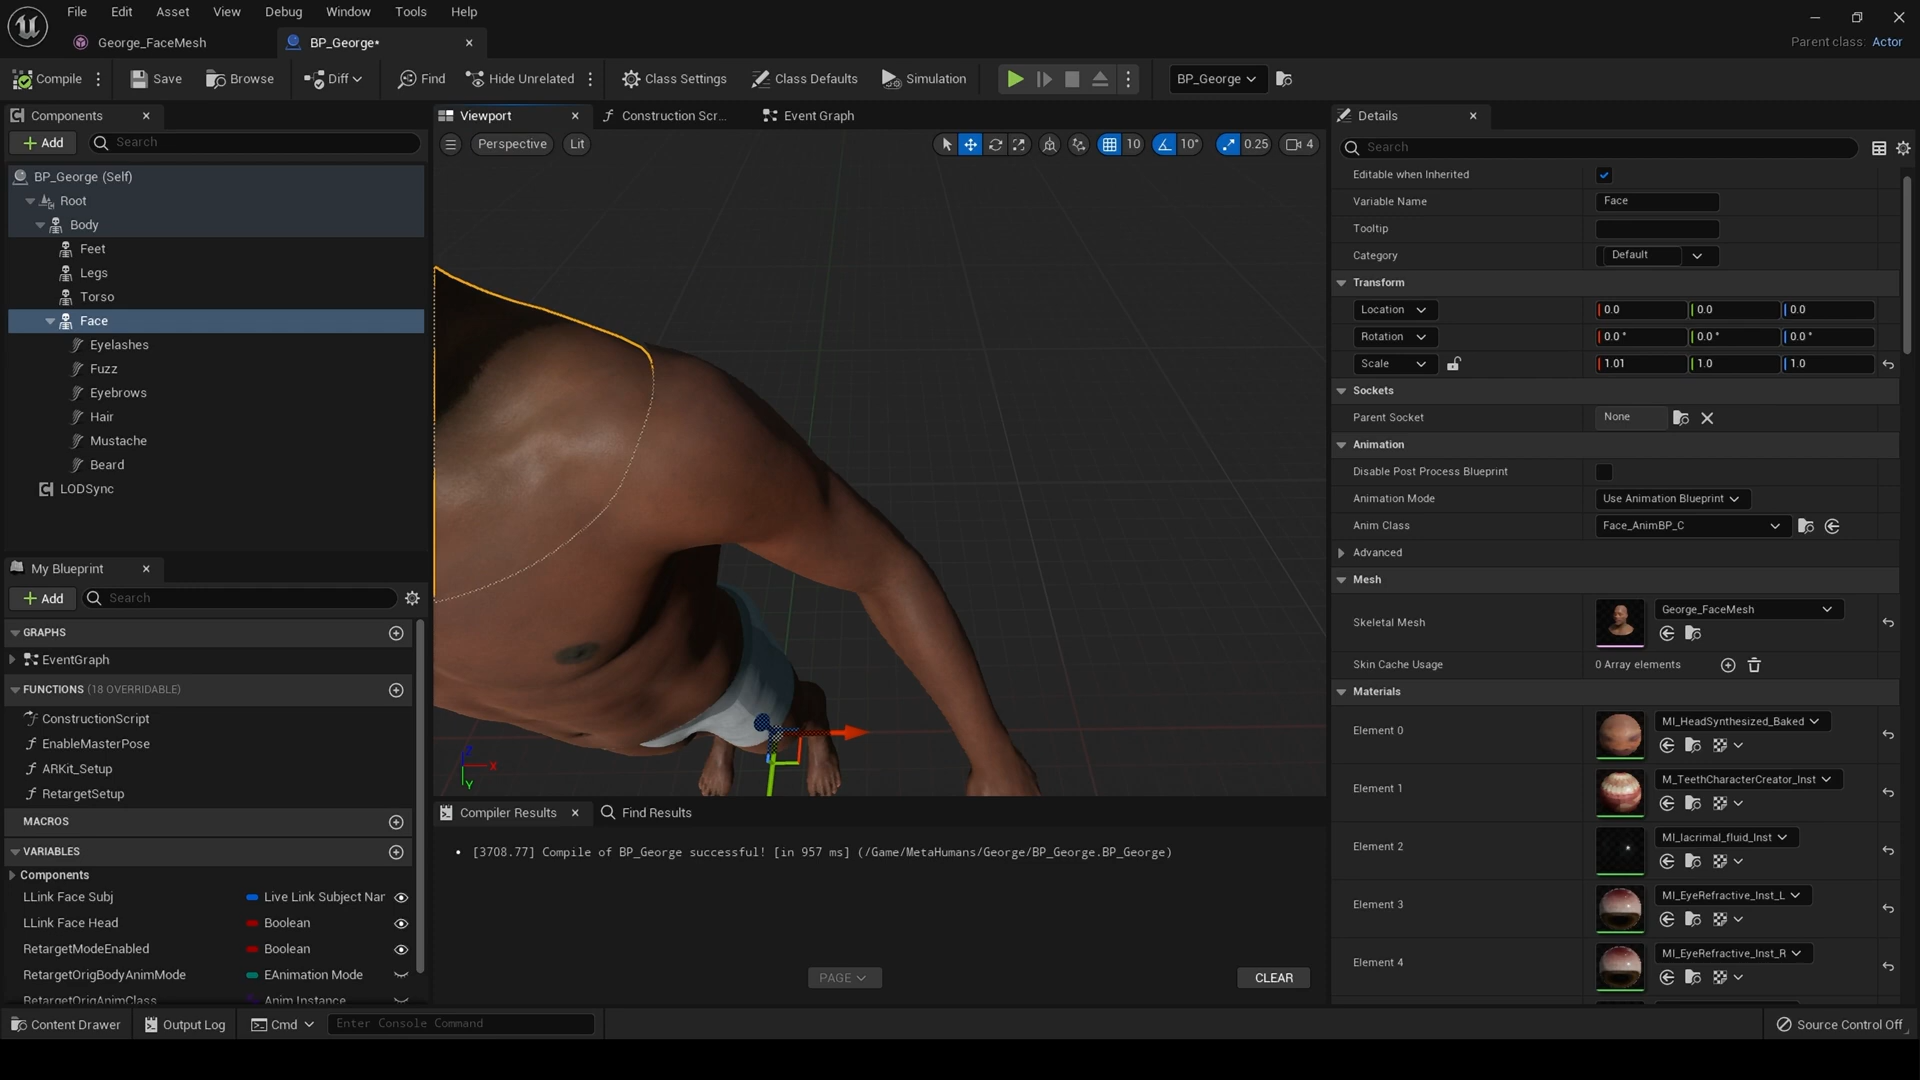 File Edit Asset View Debug Window Tools Help
George_FaceMesh
BP_George*
Parent class: Actor
Compile
Save
Browse
Diff
Find
Hide Unrelated
Class Settings
Class Defaults
Simulation
BP_George
Components
Add
Search
BP_George (Self)
Root
Body
Feet
Legs
Torso
Face
Eyelashes
Fuzz
Eyebrows
Hair
Mustache
Beard
LODSync
My Blueprint
Add
Search
GRAPHS
EventGraph
FUNCTIONS (18 OVERRIDABLE)
ConstructionScript
EnableMasterPose
ARKit_Setup
RetargetSetup
MACROS
VARIABLES
Components
LLink Face Subj Live Link Subject Nar
LLink Face Head Boolean
RetargetModeEnabled Boolean
RetargetOrigBodyAnimMode EAnimation Mode
RetargetOrigAnimClass Anim Instance
Viewport
Construction Scr...
Event Graph
Perspective
Lit
10
10°
0.25
4
Z
X
Y
Compiler Results
Find Results
[3708.77] Compile of BP_George successful! [in 957 ms] (/Game/MetaHumans/George/BP_George.BP_George)
PAGE
CLEAR
Details
Search
Editable when Inherited
Variable Name Face
Tooltip
Category Default
Transform
Location 0.0 0.0 0.0
Rotation 0.0 ° 0.0 ° 0.0 °
Scale 1.01 1.0 1.0
Sockets
Parent Socket None
Animation
Disable Post Process Blueprint
Animation Mode Use Animation Blueprint
Anim Class Face_AnimBP_C
Advanced
Mesh
Skeletal Mesh George_FaceMesh
Skin Cache Usage 0 Array elements
Materials
Element 0 MI_HeadSynthesized_Baked
Element 1 M_TeethCharacterCreator_Inst
Element 2 MI_lacrimal_fluid_Inst
Element 3 MI_EyeRefractive_Inst_L
Element 4 MI_EyeRefractive_Inst_R
Content Drawer
Output Log
Cmd
Enter Console Command
Source Control Off